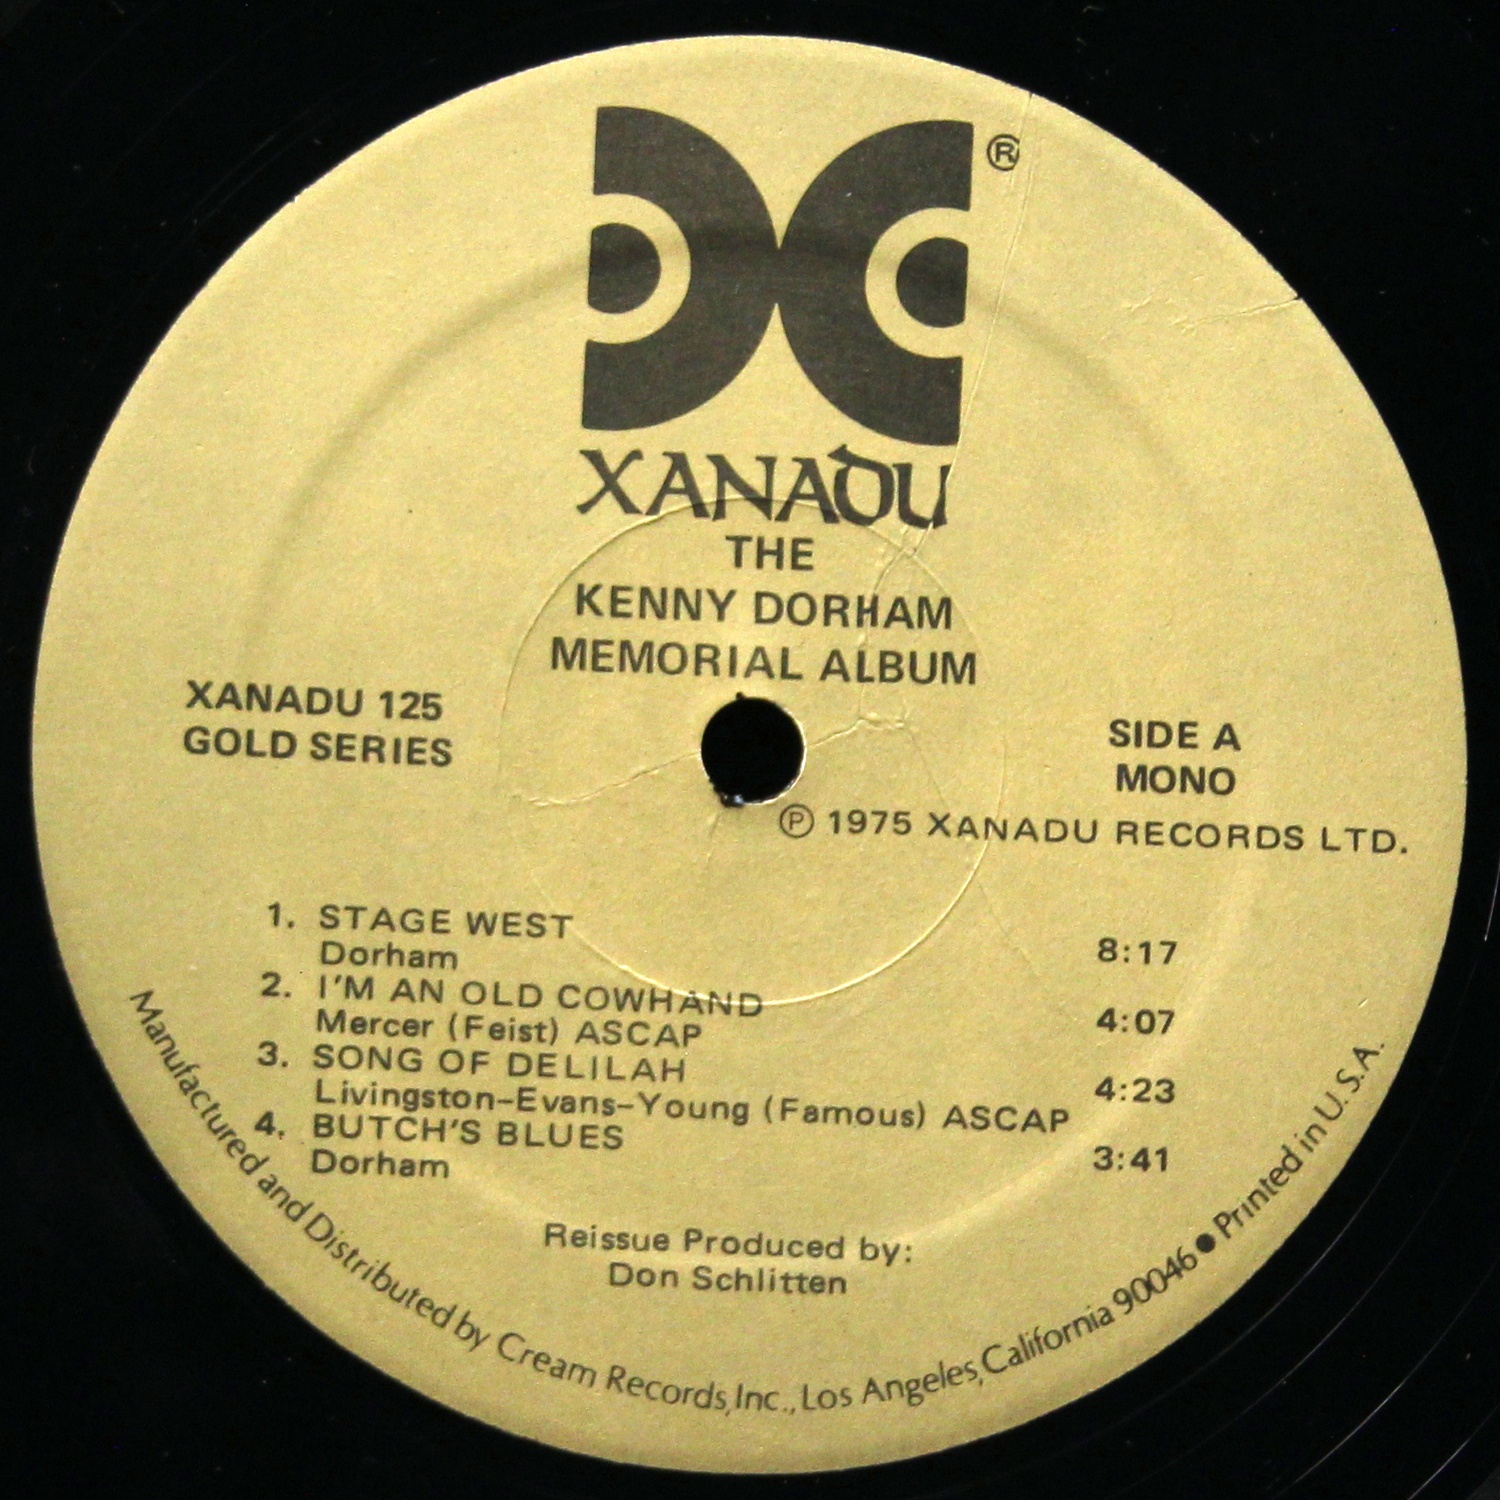 ®
XANADU
THE
KENNY DORHAM
MEMORIAL ALBUM
XANADU 125
GOLD SERIES
SIDE A
MONO
℗ 1975 XANADU RECORDS LTD.
1. STAGE WEST
Dorham 8:17
2. I'M AN OLD COWHAND
Mercer (Feist) ASCAP 4:07
3. SONG OF DELILAH
Livingston-Evans-Young (Famous) ASCAP 4:23
4. BUTCH'S BLUES
Dorham 3:41
Reissue Produced by:
Don Schlitten
Manufactured and Distributed by Cream Records, Inc., Los Angeles, California 90046 ● Printed in U.S.A.